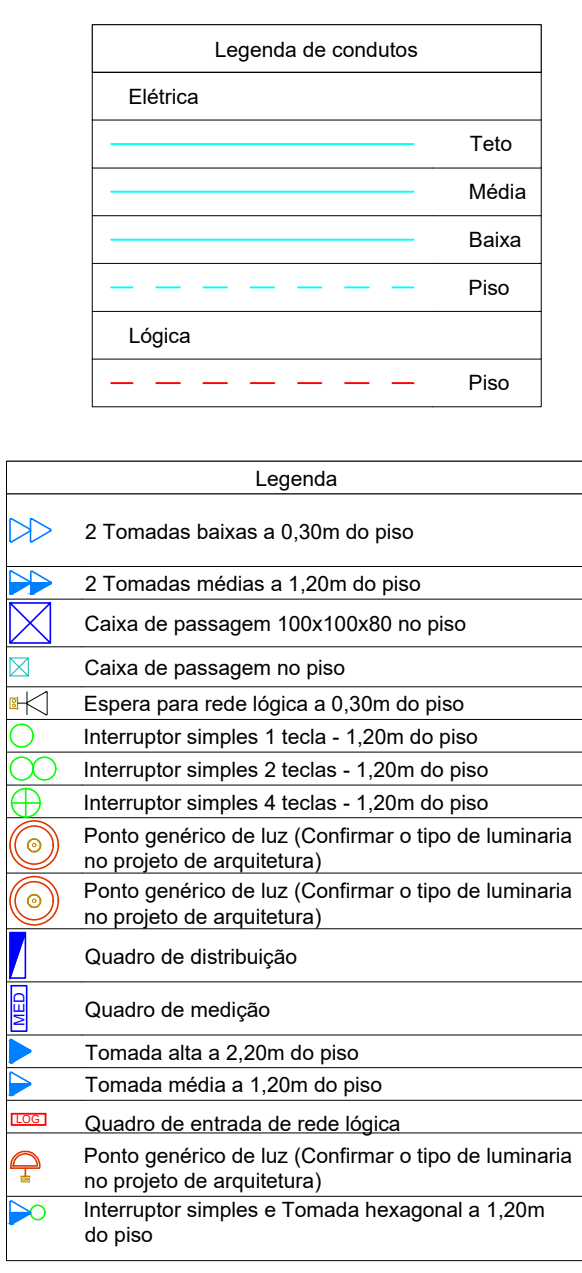 Legenda de condutos
Elétrica
Teto
Média
Baixa
Piso
Lógica
Piso
Legenda
2 Tomadas baixas a 0,30m do piso
2 Tomadas médias a 1,20m do piso
Caixa de passagem 100x100x80 no piso
Caixa de passagem no piso
Espera para rede lógica a 0,30m do piso
Interruptor simples 1 tecla - 1,20m do piso
Interruptor simples 2 teclas - 1,20m do piso
Interruptor simples 4 teclas - 1,20m do piso
Ponto genérico de luz (Confirmar o tipo de luminaria
no projeto de arquitetura)
Ponto genérico de luz (Confirmar o tipo de luminaria
no projeto de arquitetura)
Quadro de distribuição
MED
Quadro de medição
Tomada alta a 2,20m do piso
Tomada média a 1,20m do piso
LOG
Quadro de entrada de rede lógica
Ponto genérico de luz (Confirmar o tipo de luminaria
no projeto de arquitetura)
Interruptor simples e Tomada hexagonal a 1,20m
do piso